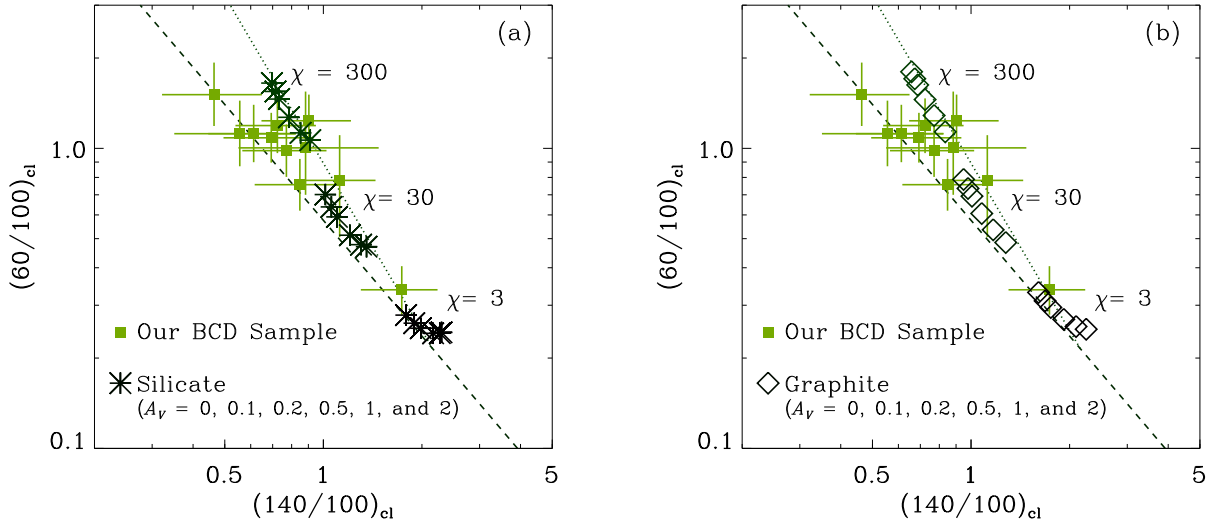 (a)
χ = 300
1.0
χ= 30
(60/100)cl
χ= 3
Our BCD Sample
Silicate
(AV = 0, 0.1, 0.2, 0.5, 1, and 2)
0.1
0.5 1 5
(140/100)cl
(b)
χ = 300
1.0
χ= 30
(60/100)cl
χ= 3
Our BCD Sample
Graphite
(AV = 0, 0.1, 0.2, 0.5, 1, and 2)
0.1
0.5 1 5
(140/100)cl